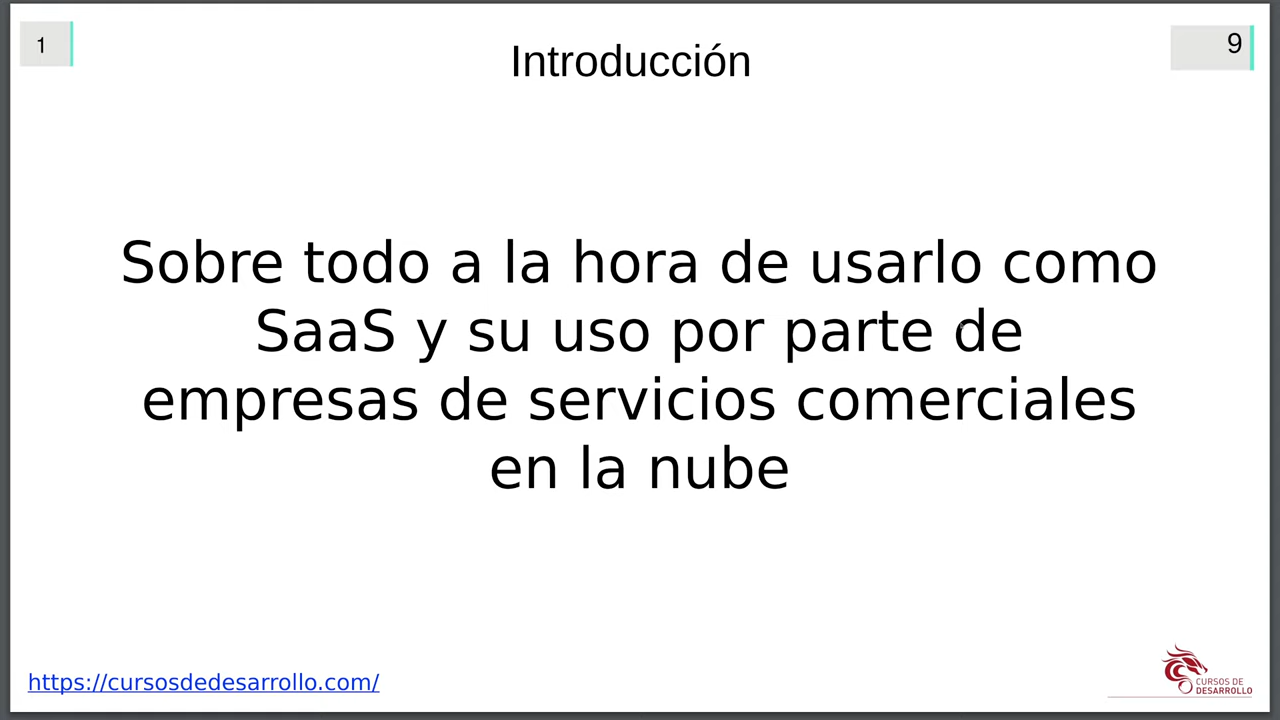 1
Introducción
9
Sobre todo a la hora de usarlo como
SaaS y su uso por parte de
empresas de servicios comerciales
en la nube
https://cursosdedesarrollo.com/
CURSOS DE
DESARROLLO